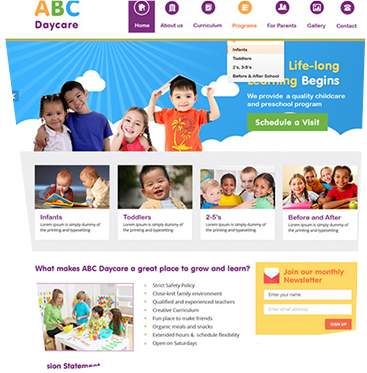 ABC
Daycare
Home
About us
Curriculum
Programs
For Parents
Gallery
Contact
Infants
Toddlers
2's, 3-5's
Before & After School
Life-long
Learning Begins
We provide a quality childcare
and preschool program
Schedule a Visit
Infants
Lorem Ipsum is simply dummy of
the printing and typesetting
Toddlers
Lorem Ipsum is simply dummy of
the printing and typesetting
2-5's
Lorem Ipsum is simply dummy of
the printing and typesetting
Before and After
Lorem Ipsum is simply dummy of
the printing and typesetting
What makes ABC Daycare a great place to grow and learn?
Strict Safety Policy
Close-knit family environment
Qualified and experienced teachers
Creative Curriculum
Fun place to make friends
Organic meals and snacks
Extended hours & schedule flexibility
Open on Saturdays
Join our monthly
Newsletter
Enter your name
Enter email address
SIGN UP
sion Statement